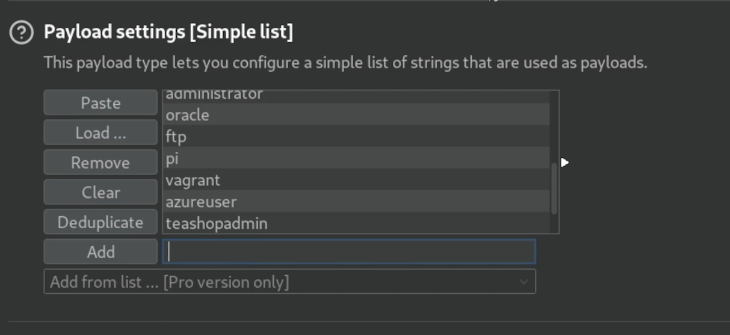 Payload settings [Simple list]
This payload type lets you configure a simple list of strings that are used as payloads.
Paste
administrator
Load ...
oracle
ftp
Remove
pi
vagrant
Clear
azureuser
Deduplicate
teashopadmin
Add
Add from list ... [Pro version only]